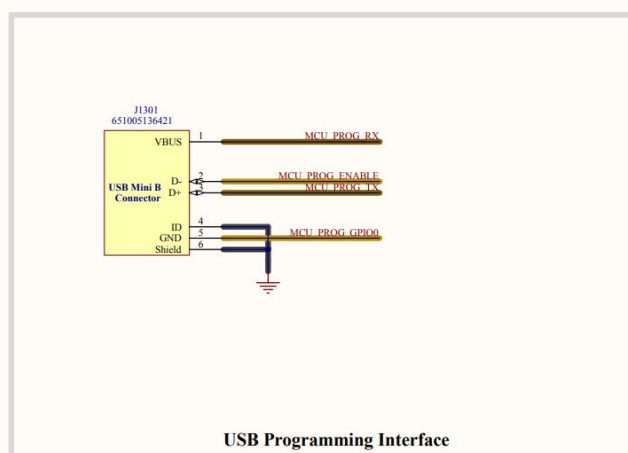 J1301
651005136421
VBUS 1 MCU_PROG_RX
2 MCU_PROG_ENABLE
D-
USB Mini B
Connector
D+ MCU_PROG_TX
ID 4
GND 5 MCU_PROG_GPIO0
Shield 6
USB Programming Interface